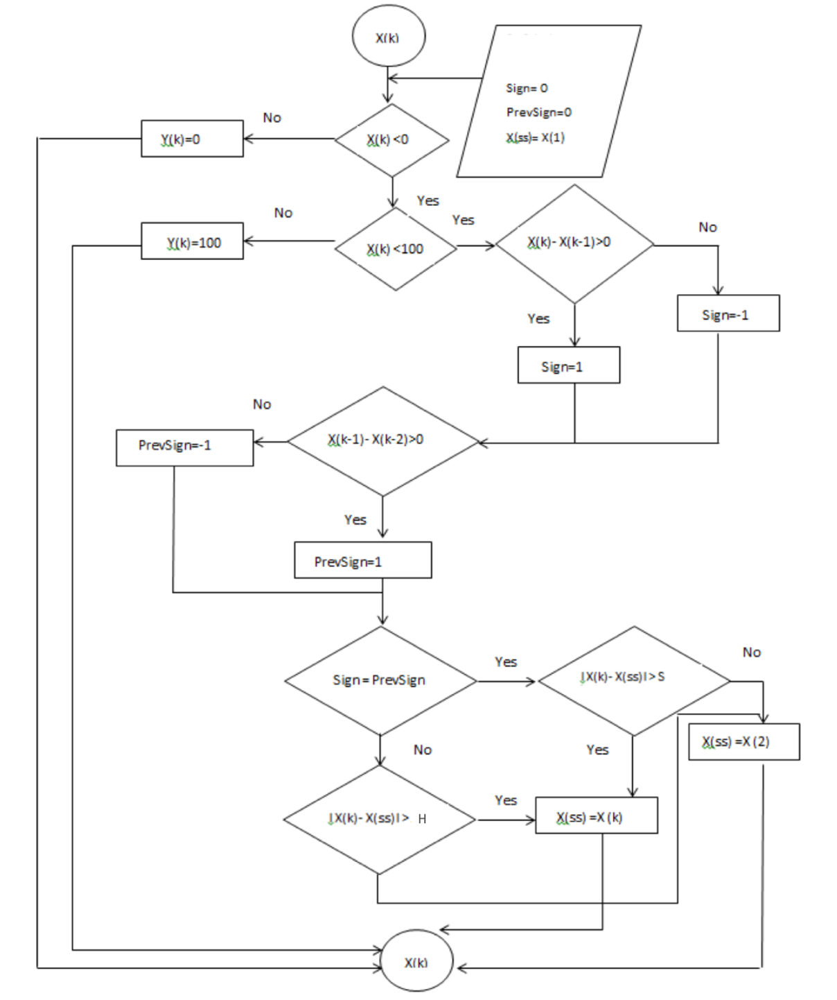 X(k)
Sign= 0
PrevSign=0
X(ss)= X(1)
No
Y(k)=0
X(k) <0
Yes
No
Yes
No
Y(k)=100
X(k) <100
X(k)- X(k-1)>0
Sign=-1
Yes
Sign=1
No
PrevSign=-1
X(k-1)- X(k-2)>0
Yes
PrevSign=1
Sign= PrevSign
Yes
|X(k)- X(ss)|> S
No
No
Yes
X(ss) =X (2)
|X(k)- X(ss)|> H
Yes
X(ss) =X (k)
X(k)